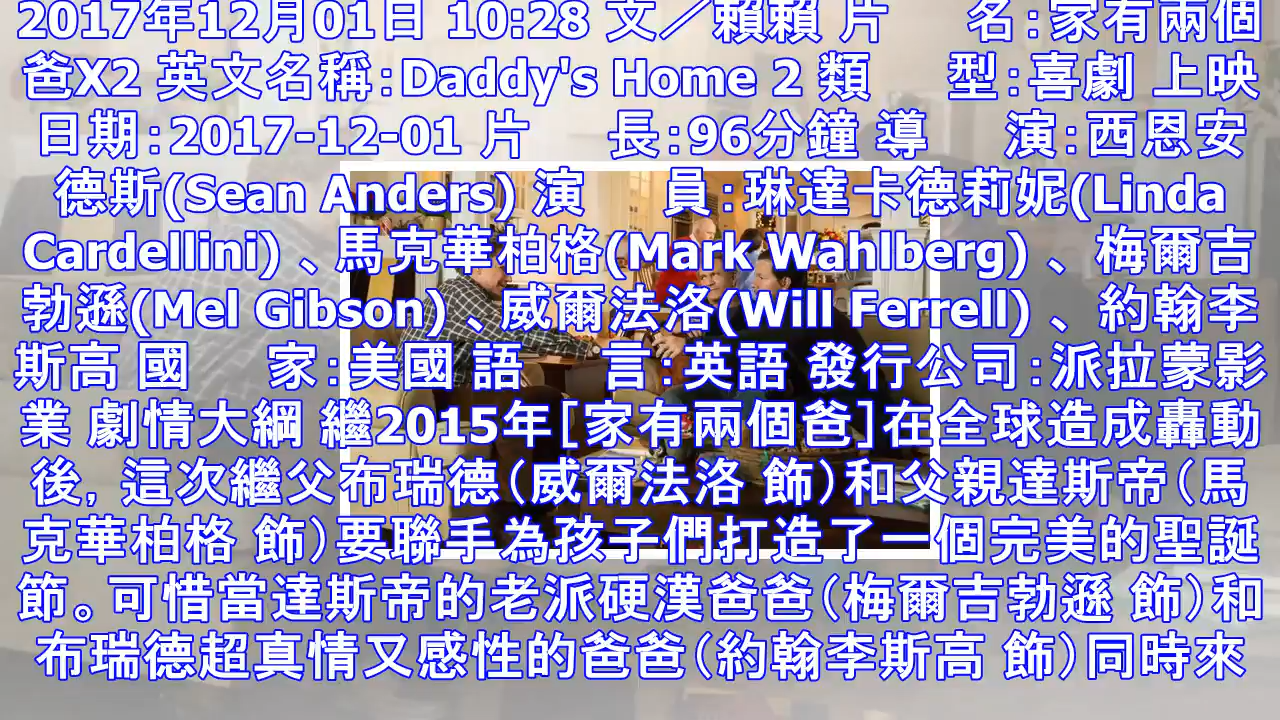 2017年12月01日 10:28 文／賴賴 片　　名：家有兩個
爸X2 英文名稱：Daddy's Home 2 類　　型：喜劇 上映
日期：2017-12-01 片　　長：96分鐘 導　　演：西恩安
德斯(Sean Anders) 演　　員：琳達卡德莉妮(Linda
Cardellini) 、馬克華柏格(Mark Wahlberg) 、梅爾吉
勃遜(Mel Gibson) 、威爾法洛(Will Ferrell) 、約翰李
斯高 國　　家：美國 語　　言：英語 發行公司：派拉蒙影
業 劇情大綱 繼2015年[家有兩個爸]在全球造成轟動
後，這次繼父布瑞德（威爾法洛 飾）和父親達斯帝（馬
克華柏格 飾）要聯手為孩子們打造了一個完美的聖誕
節。可惜當達斯帝的老派硬漢爸爸（梅爾吉勃遜 飾）和
布瑞德超真情又感性的爸爸（約翰李斯高 飾）同時來